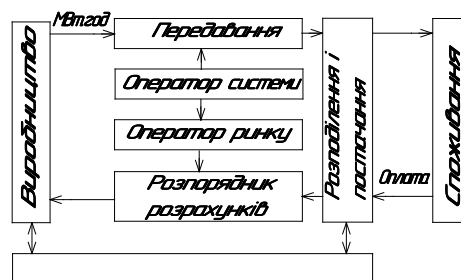 МВтгод
Передавання
Оператор системи
Оператор ринку
Розпорядник
розрахунків
Виробництво
Розподілення і
постачання
Оплата
Споживання